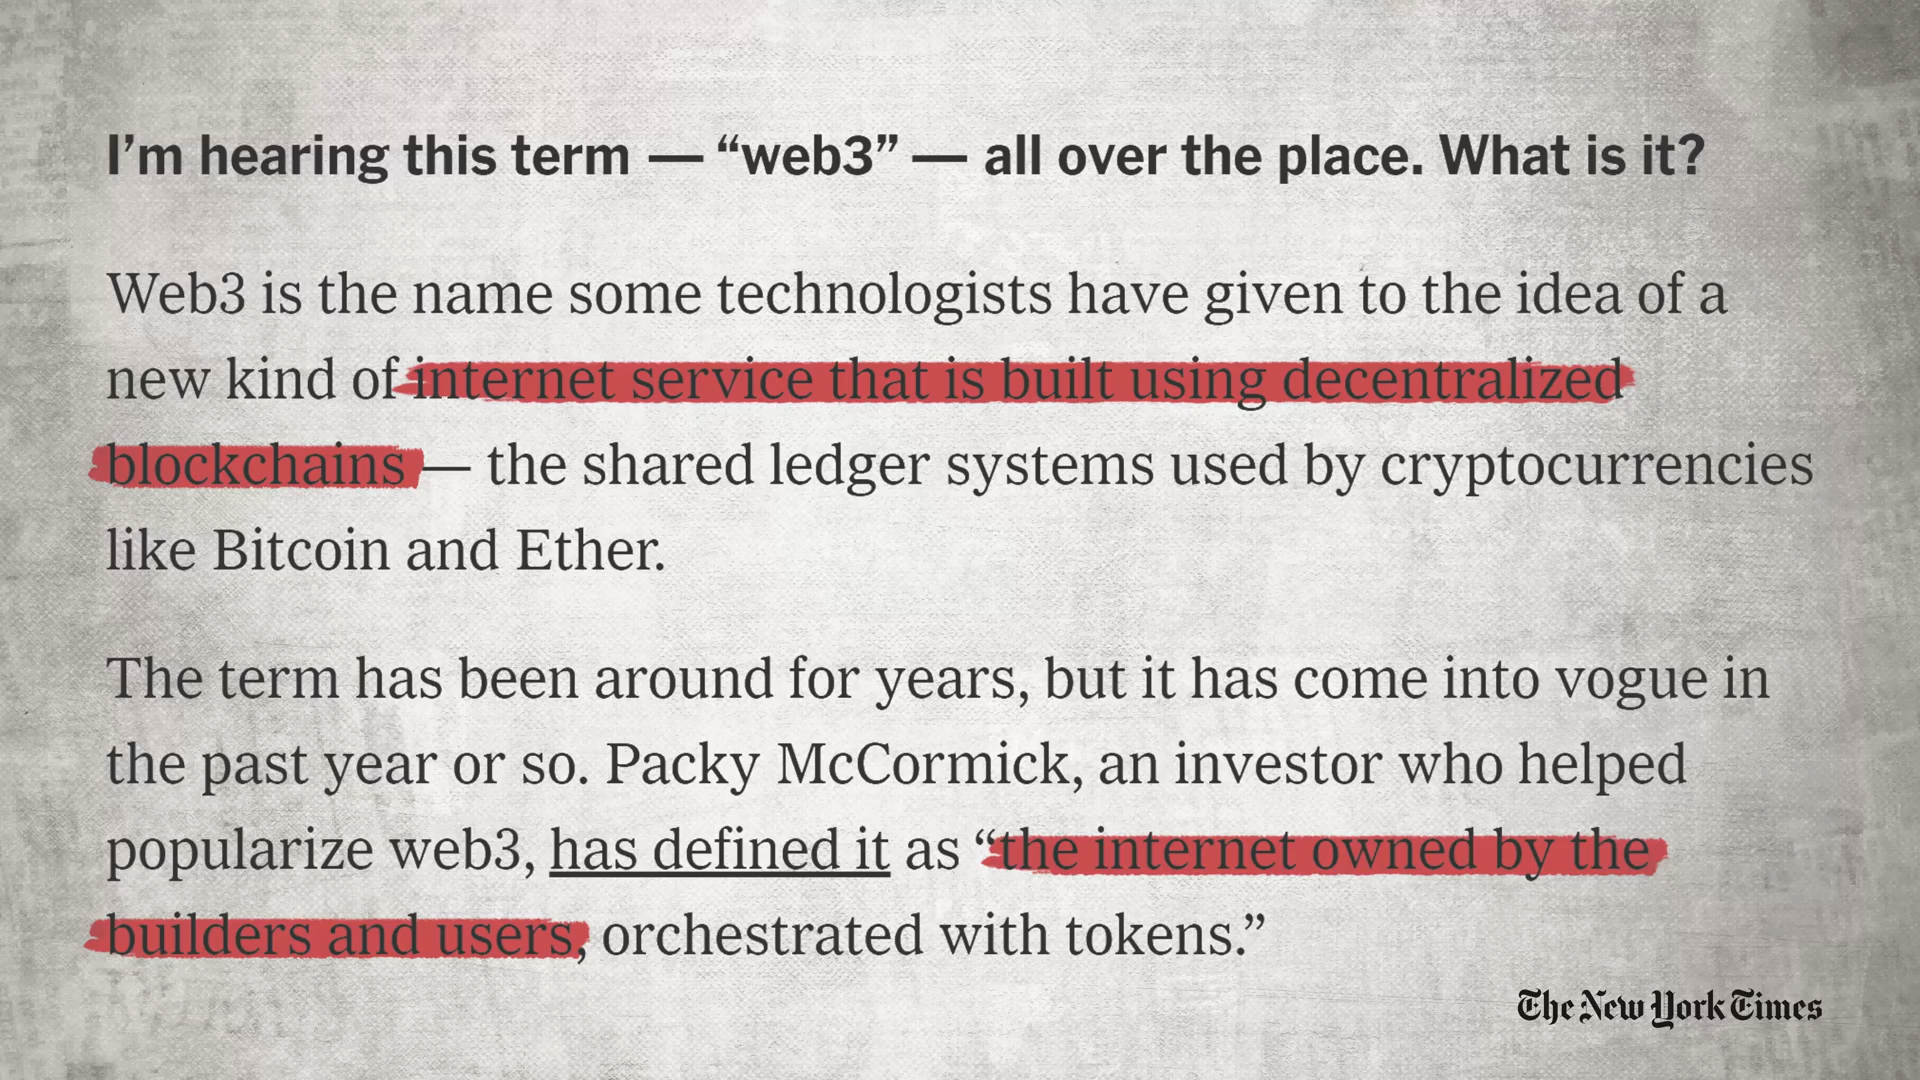 I’m hearing this term — “web3” — all over the place. What is it?
Web3 is the name some technologists have given to the idea of a
new kind of internet service that is built using decentralized
blockchains — the shared ledger systems used by cryptocurrencies
like Bitcoin and Ether.
The term has been around for years, but it has come into vogue in
the past year or so. Packy McCormick, an investor who helped
popularize web3, has defined it as “the internet owned by the
builders and users, orchestrated with tokens.”
The New York Times